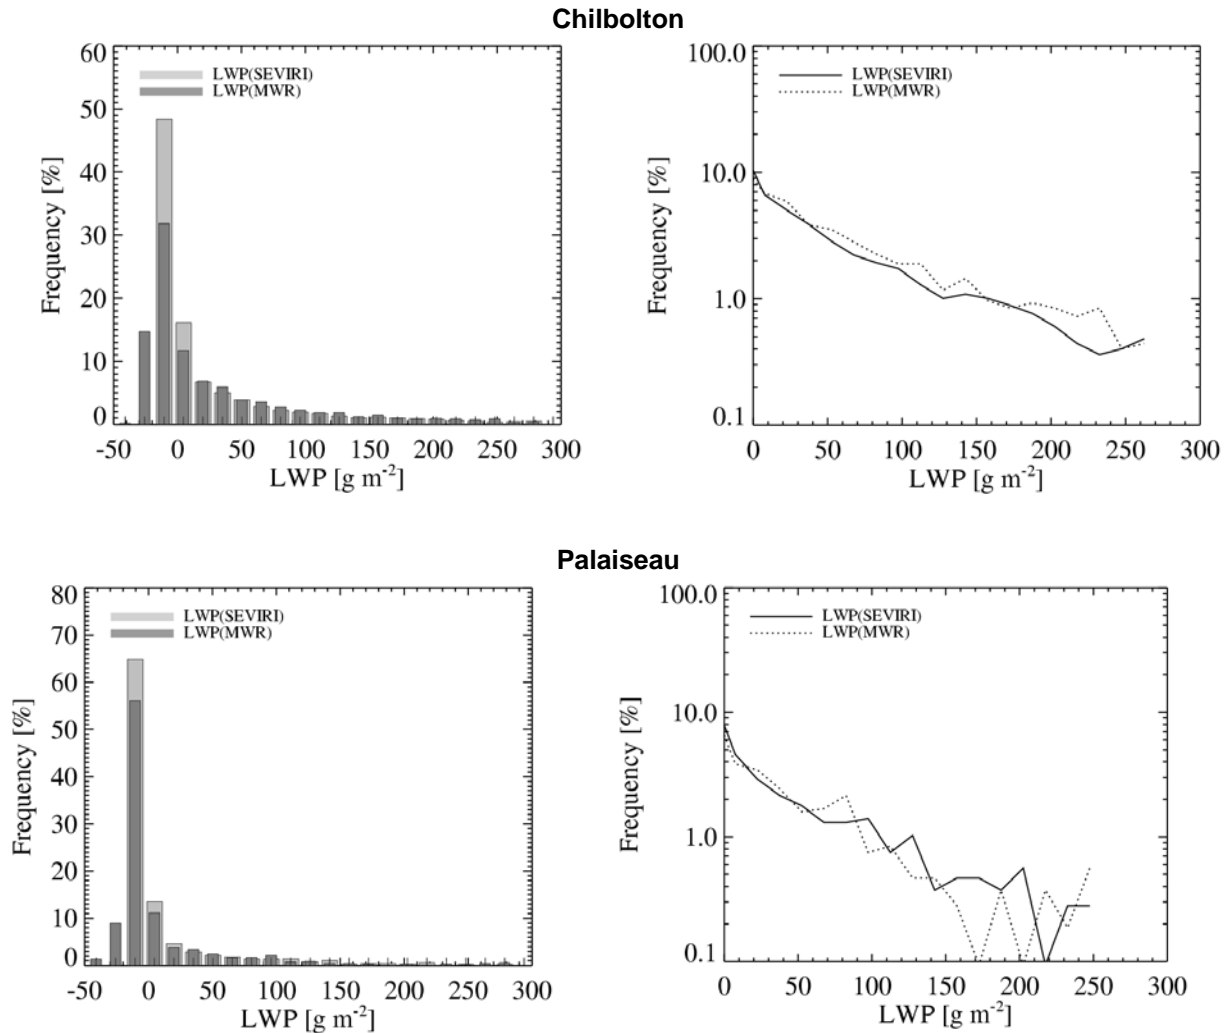 Chilbolton
60
50
40
30
20
10
0
Frequency [%]
LWP(SEVIRI)
LWP(MWR)
-50 0 50 100 150 200 250 300
LWP [g m-2]
100.0
10.0
1.0
0.1
Frequency [%]
LWP(SEVIRI)
LWP(MWR)
0 50 100 150 200 250 300
LWP [g m-2]
Palaiseau
80
70
60
50
40
30
20
10
0
Frequency [%]
LWP(SEVIRI)
LWP(MWR)
-50 0 50 100 150 200 250 300
LWP [g m-2]
100.0
10.0
1.0
0.1
Frequency [%]
LWP(SEVIRI)
LWP(MWR)
0 50 100 150 200 250 300
LWP [g m-2]